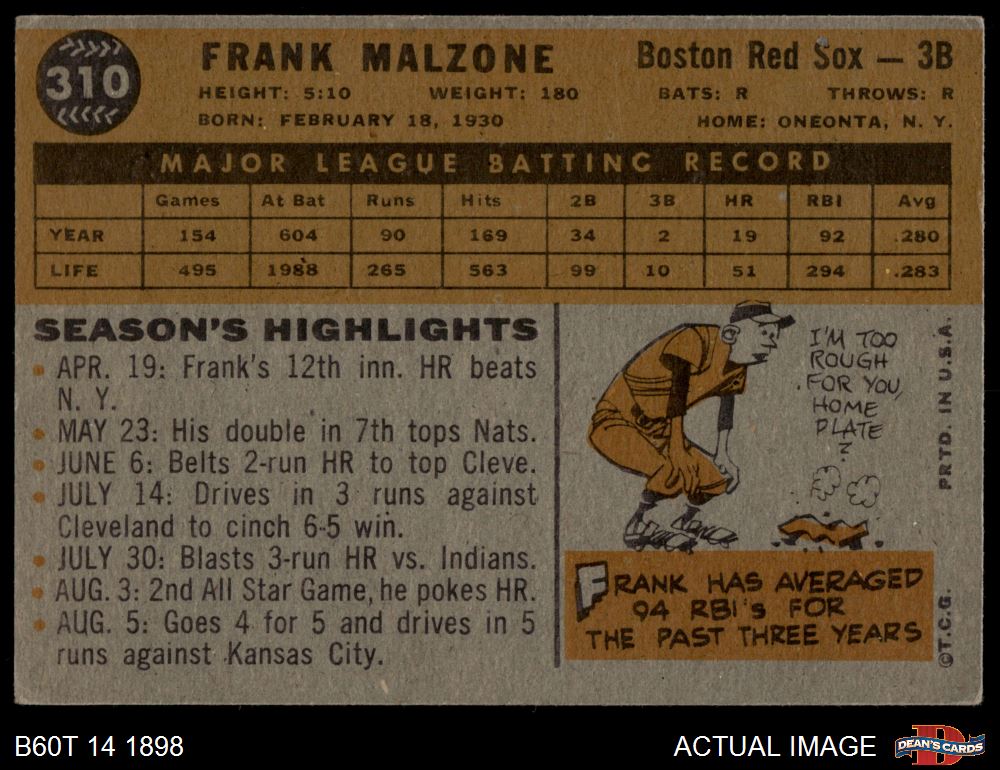 310
FRANK MALZONE
Boston Red Sox — 3B
HEIGHT: 5:10 WEIGHT: 180 BATS: R THROWS: R
BORN: FEBRUARY 18, 1930 HOME: ONEONTA, N. Y.
MAJOR LEAGUE BATTING RECORD
Games At Bat Runs Hits 2B 3B HR RBI Avg
YEAR 154 604 90 169 34 2 19 92 .280
LIFE 495 1988 265 563 99 10 51 294 .283
SEASON'S HIGHLIGHTS
• APR. 19: Frank's 12th inn. HR beats
N. Y.
• MAY 23: His double in 7th tops Nats.
• JUNE 6: Belts 2-run HR to top Cleve.
• JULY 14: Drives in 3 runs against
Cleveland to cinch 6-5 win.
• JULY 30: Blasts 3-run HR vs. Indians.
• AUG. 3: 2nd All Star Game, he pokes HR.
• AUG. 5: Goes 4 for 5 and drives in 5
runs against Kansas City.
I'M TOO
ROUGH
FOR YOU,
HOME
PLATE
?
FRANK HAS AVERAGED
94 RBI's FOR
THE PAST THREE YEARS
©T.C.G. PRTD. IN U.S.A.
B60T 14 1898
ACTUAL IMAGE
D
DEAN'S CARDS